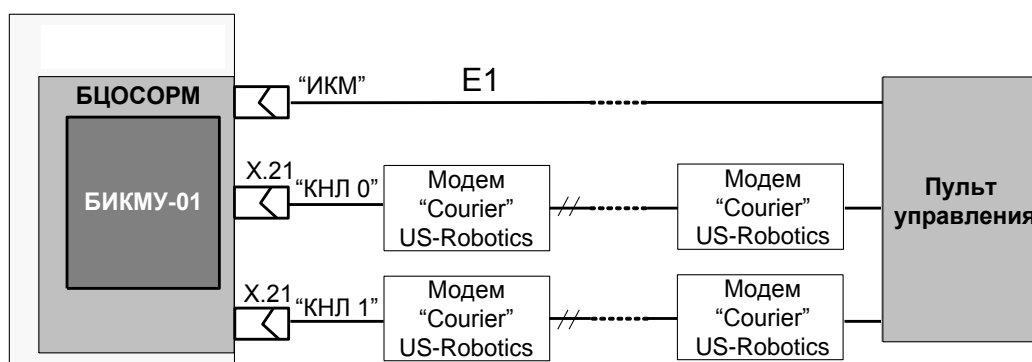 “ИКМ”
E1
БЦОСОРМ
X.21
“КНЛ 0”
Модем
“Courier”
US-Robotics
Модем
“Courier”
US-Robotics
БИКМУ-01
Пульт
управления
X.21
“КНЛ 1”
Модем
“Courier”
US-Robotics
Модем
“Courier”
US-Robotics